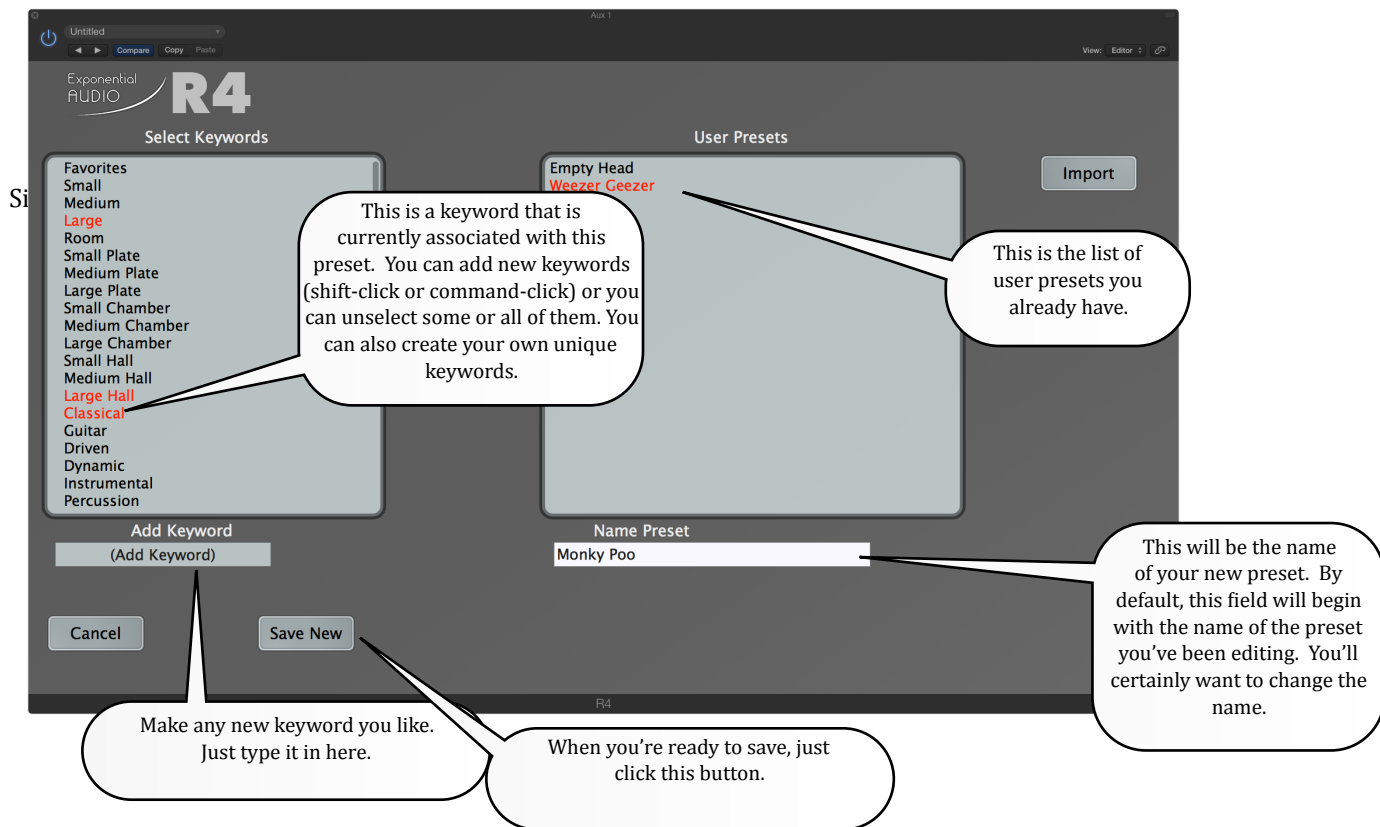 Aux 1
Untitled
Compare Copy Paste
View: Editor
Exponential
AUDIO
R4
Select Keywords
User Presets
Favorites
Small
Medium
Large
Room
Small Plate
Medium Plate
Large Plate
Small Chamber
Medium Chamber
Large Chamber
Small Hall
Medium Hall
Large Hall
Classical
Guitar
Driven
Dynamic
Instrumental
Percussion
Empty Head
Weezer Geezer
Import
Si
This is a keyword that is
currently associated with this
preset. You can add new keywords
(shift-click or command-click) or you
can unselect some or all of them. You
can also create your own unique
keywords.
This is the list of
user presets you
already have.
Add Keyword
(Add Keyword)
Name Preset
Monky Poo
This will be the name
of your new preset. By
default, this field will begin
with the name of the preset
you've been editing. You'll
certainly want to change the
name.
Cancel
Save New
R4
Make any new keyword you like.
Just type it in here.
When you're ready to save, just
click this button.